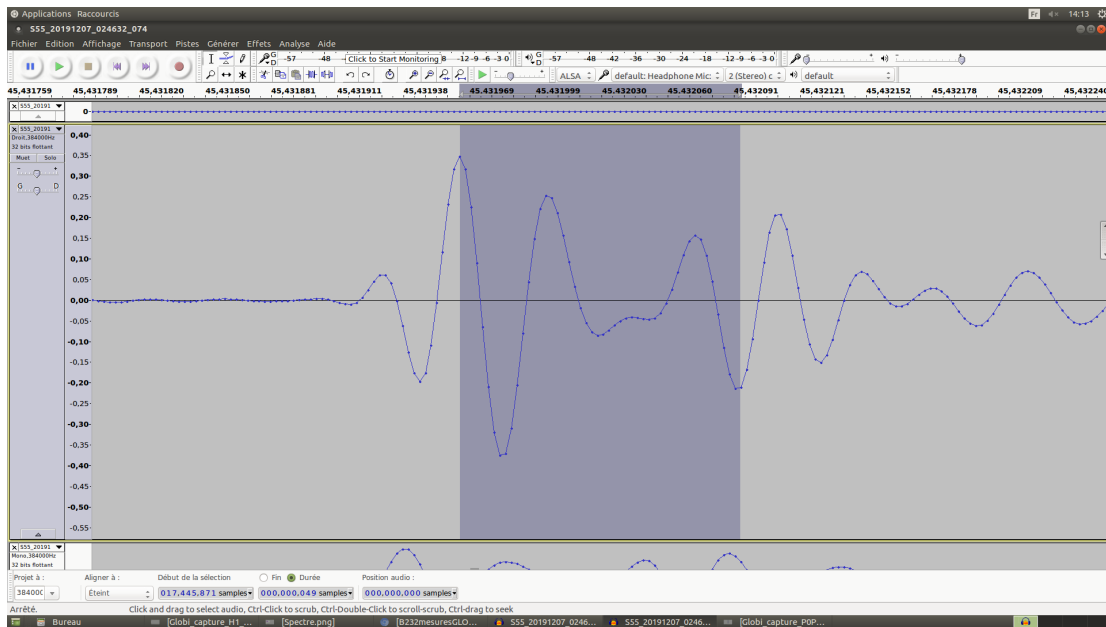 Applications Raccourcis Fr 14:13
S55_20191207_024632_074
Fichier Edition Affichage Transport Pistes Générer Effets Analyse Aide
G D -57 -48 Click to Start Monitoring 8 -12 -9 -6 -3 0 G D -57 -48 -42 -36 -30 -24 -18 -12 -9 -6 -3 0
ALSA default: Headphone Mic: 2 (Stereo) c default
45,431759 45,431789 45,431820 45,431850 45,431881 45,431911 45,431938 45,431969 45,431999 45,432030 45,432060 45,432091 45,432121 45,432152 45,432178 45,432209 45,432240
X S55_20191
0
X S55_20191
Droit,384000Hz
32 bits flottant
Muet Solo
- +
G D
0,40
0,35
0,30
0,25
0,20
0,15
0,10
0,05
0,00
-0,05
-0,10
-0,15
-0,20
-0,25
-0,30
-0,35
-0,40
-0,45
-0,50
-0,55
X S55_20191
Mono,384000Hz
32 bits flottant
Projet à : Aligner à : Début de la sélection Fin Durée Position audio :
38400( Eteint 017,445,871 samples 000,000,049 samples 000,000,000 samples
Arrêté. Click and drag to select audio, Ctrl-Click to scrub, Ctrl-Double-Click to scroll-scrub, Ctrl-drag to seek
Bureau [Globi_capture_H1_... [Spectre.png] [B232mesuresGLO... S55_20191207_0246... S55_20191207_0246... [Globi_capture_P0P...